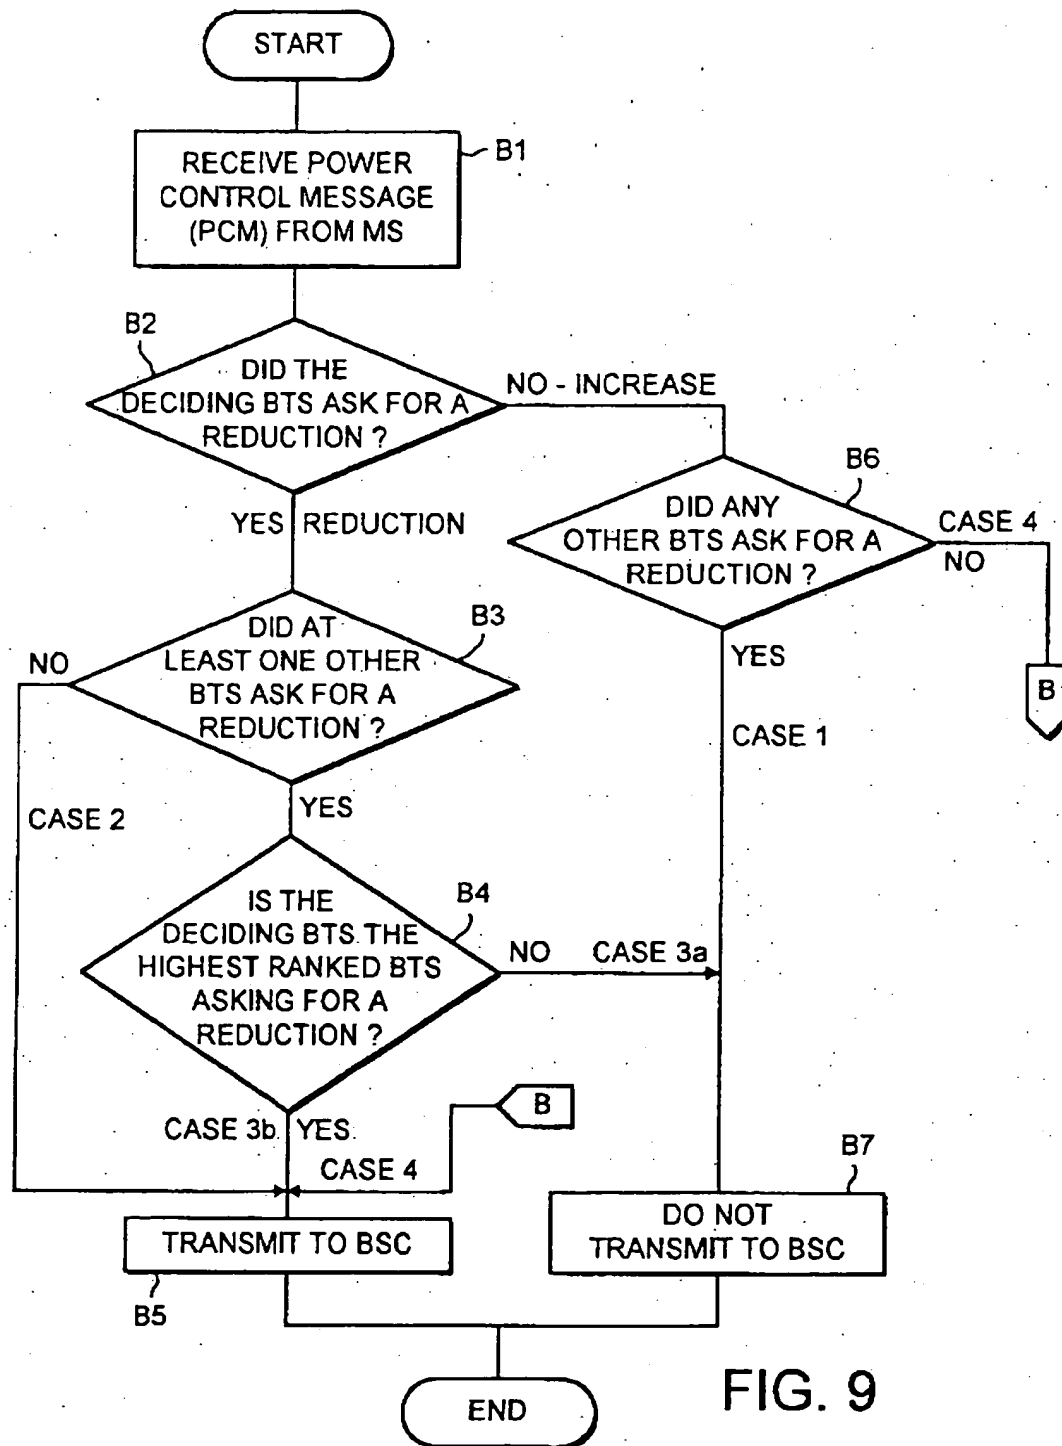 START
RECEIVE POWER
CONTROL MESSAGE
(PCM) FROM MS
B1
B2
DID THE
DECIDING BTS ASK FOR A
REDUCTION ?
NO - INCREASE
YES REDUCTION
B6
DID ANY
OTHER BTS ASK FOR A
REDUCTION ?
CASE 4
NO
B
YES
CASE 1
B3
DID AT
LEAST ONE OTHER
BTS ASK FOR A
REDUCTION ?
NO
CASE 2
YES
B4
IS THE
DECIDING BTS THE
HIGHEST RANKED BTS
ASKING FOR A
REDUCTION ?
NO CASE 3a
CASE 3b YES
B
CASE 4
TRANSMIT TO BSC
B5
B7
DO NOT
TRANSMIT TO BSC
END
FIG. 9